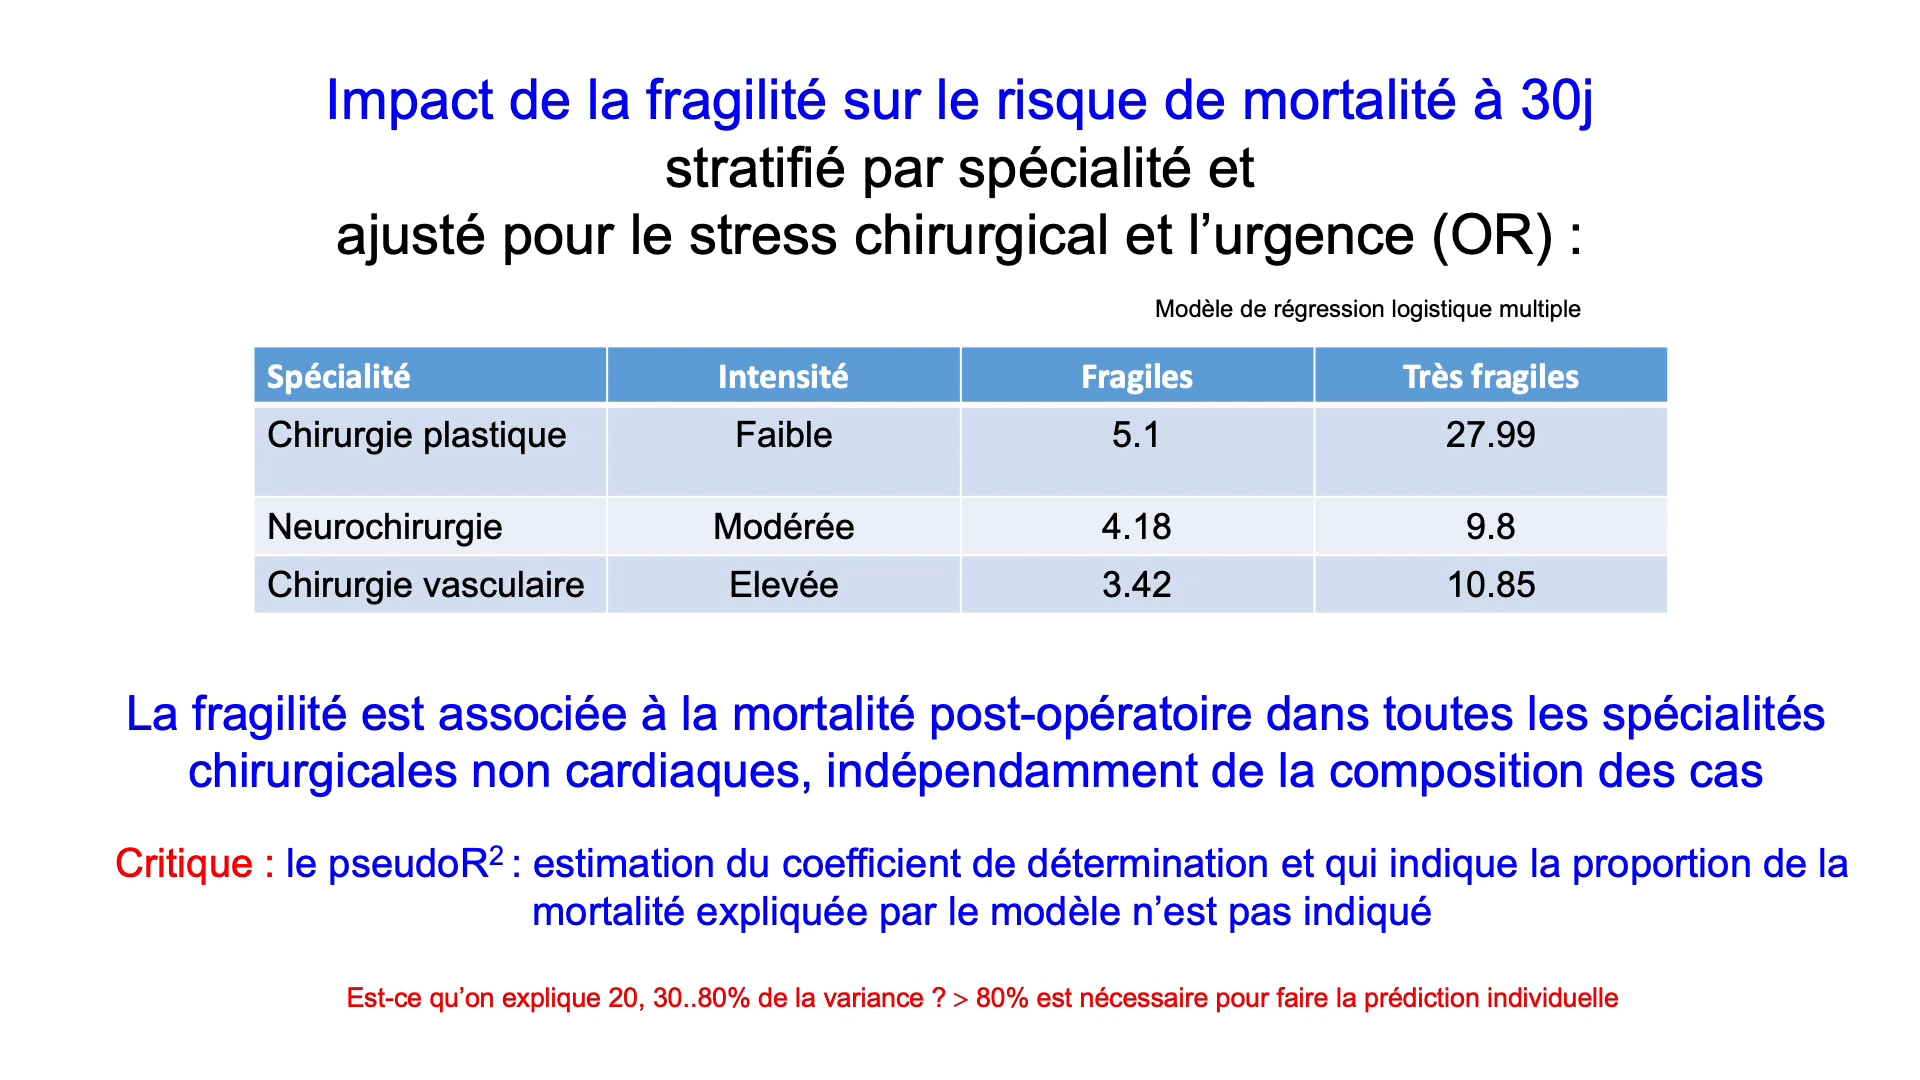 Impact de la fragilité sur le risque de mortalité à 30j
stratifié par spécialité et
ajusté pour le stress chirurgical et l’urgence (OR) :
Modèle de régression logistique multiple
Spécialité Intensité Fragiles Très fragiles
Chirurgie plastique Faible 5.1 27.99
Neurochirurgie Modérée 4.18 9.8
Chirurgie vasculaire Elevée 3.42 10.85
La fragilité est associée à la mortalité post-opératoire dans toutes les spécialités
chirurgicales non cardiaques, indépendamment de la composition des cas
Critique : le pseudoR² : estimation du coefficient de détermination et qui indique la proportion de la
mortalité expliquée par le modèle n’est pas indiqué
Est-ce qu’on explique 20, 30..80% de la variance ? > 80% est nécessaire pour faire la prédiction individuelle